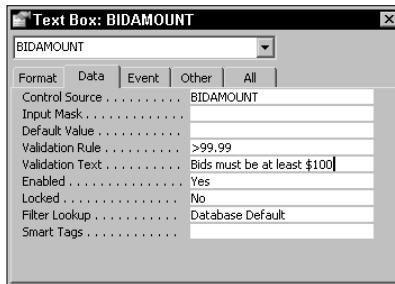 Text Box: BIDAMOUNT
BIDAMOUNT
Format Data Event Other All
Control Source . . . . . . . . . . BIDAMOUNT
Input Mask . . . . . . . . . . . . .
Default Value . . . . . . . . . . .
Validation Rule . . . . . . . . . . >99.99
Validation Text . . . . . . . . . . Bids must be at least $100
Enabled . . . . . . . . . . . . . . . Yes
Locked . . . . . . . . . . . . . . . . No
Filter Lookup . . . . . . . . . . . Database Default
Smart Tags . . . . . . . . . . . .